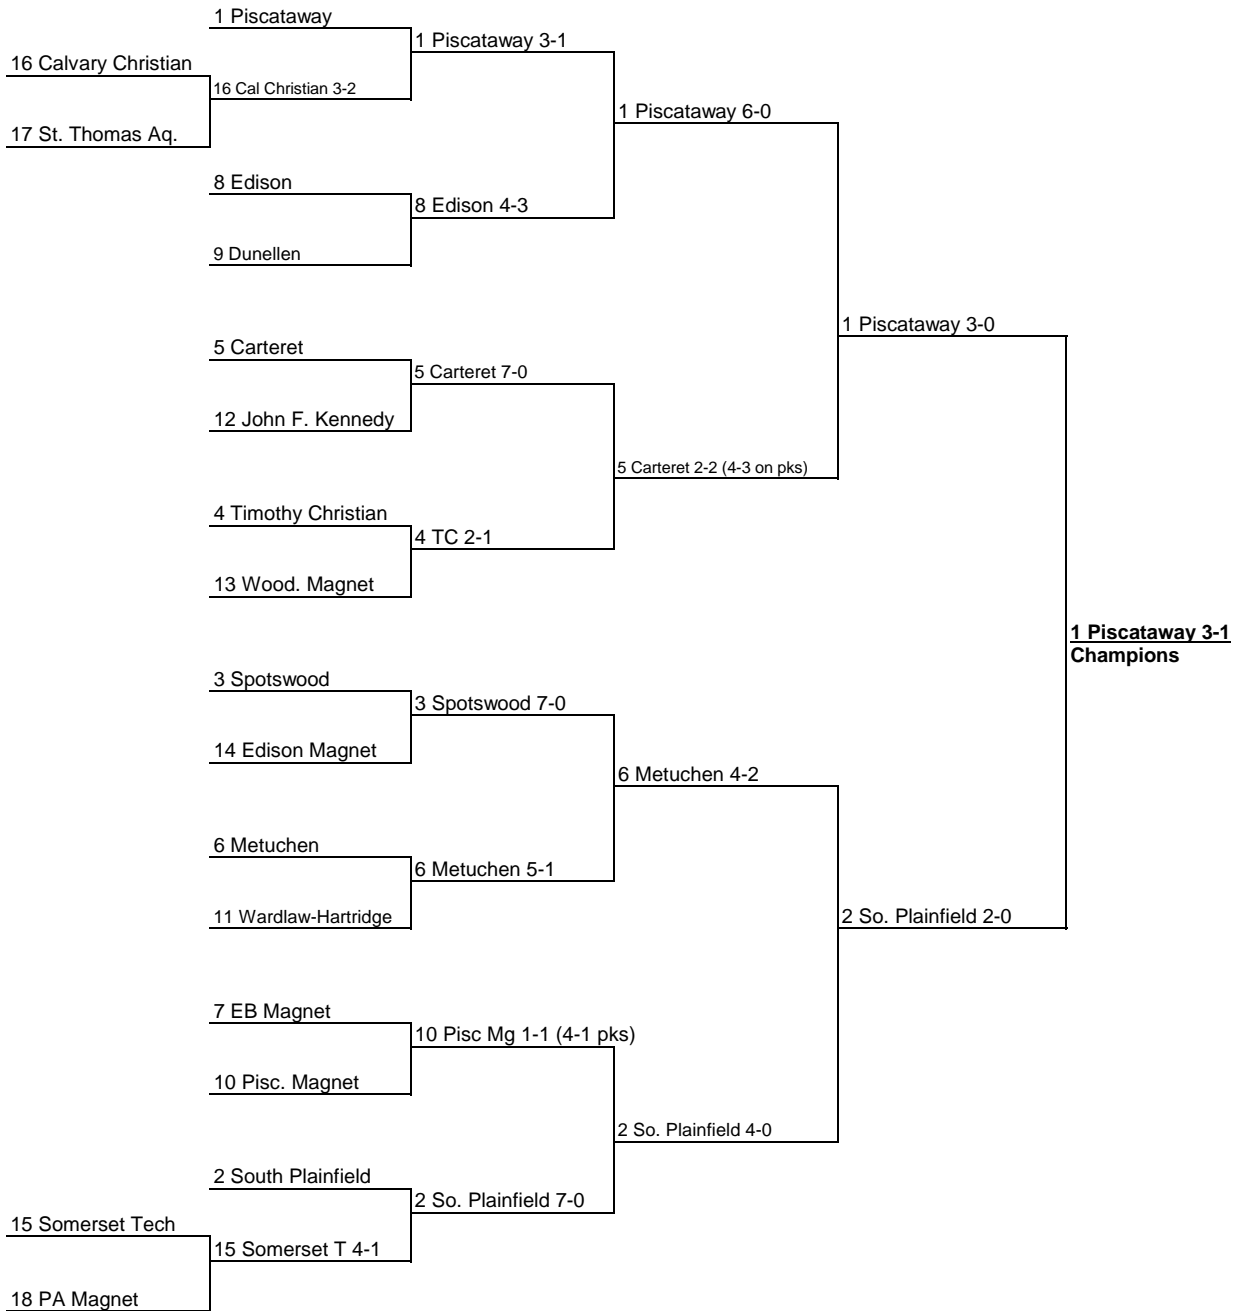 1 Piscataway
1 Piscataway 3-1
16 Calvary Christian
16 Cal Christian 3-2
1 Piscataway 6-0
17 St. Thomas Aq.
8 Edison
8 Edison 4-3
9 Dunellen
1 Piscataway 3-0
5 Carteret
5 Carteret 7-0
12 John F. Kennedy
5 Carteret 2-2 (4-3 on pks)
4 Timothy Christian
4 TC 2-1
13 Wood. Magnet
1 Piscataway 3-1
Champions
3 Spotswood
3 Spotswood 7-0
14 Edison Magnet
6 Metuchen 4-2
6 Metuchen
6 Metuchen 5-1
11 Wardlaw-Hartridge
2 So. Plainfield 2-0
7 EB Magnet
10 Pisc Mg 1-1 (4-1 pks)
10 Pisc. Magnet
2 So. Plainfield 4-0
2 South Plainfield
2 So. Plainfield 7-0
15 Somerset Tech
15 Somerset T 4-1
18 PA Magnet